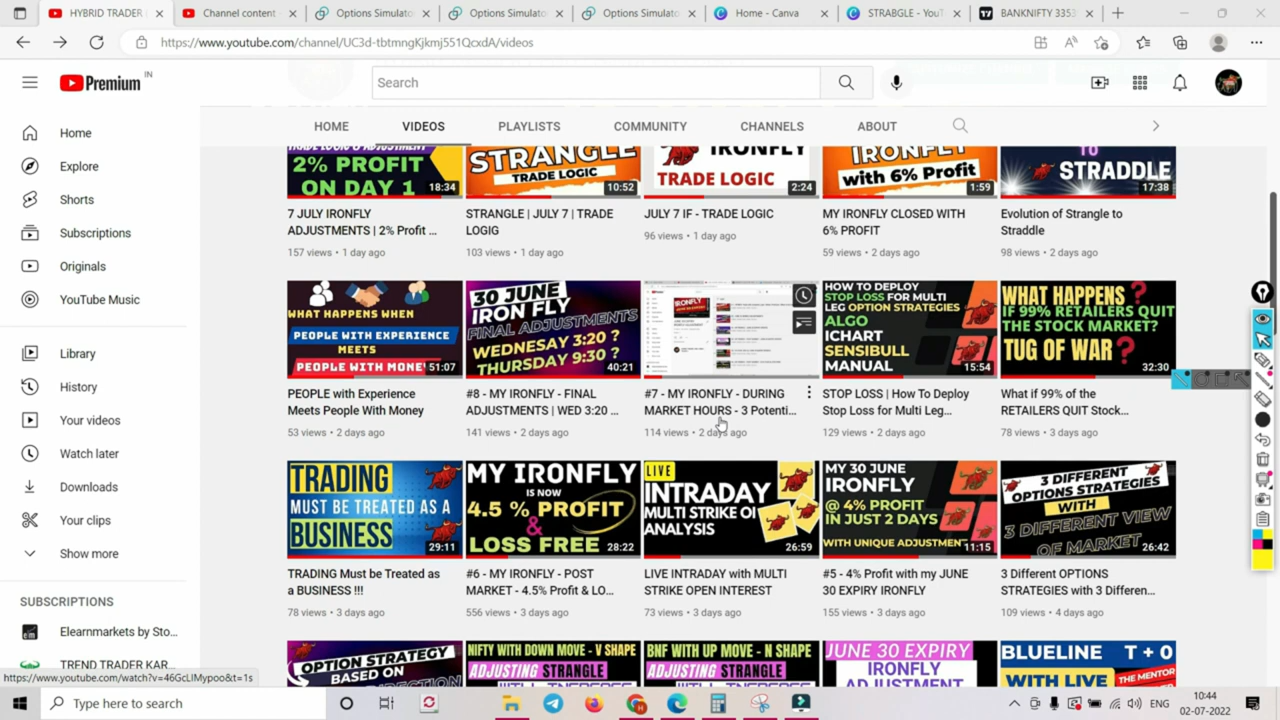 HYBRID TRADER
Channel content
Options Simulato
Options Simulato
Options Simulato
Home - Canva
STRABGLE - You
BANKNIFTY 3353
https://www.youtube.com/channel/UC3d-tbtmngKjkmj551QcxdA/videos
Premium IN
Search
HOME
VIDEOS
PLAYLISTS
COMMUNITY
CHANNELS
ABOUT
Home
Explore
Shorts
Subscriptions
Originals
YouTube Music
Library
History
Your videos
Watch later
Downloads
Your clips
Show more
SUBSCRIPTIONS
Elearnmarkets by Sto...
TREND TRADER KAR...
2% PROFIT
ON DAY 1
18:34
STRANGLE
TRADE LOGIC
10:52
IRONFLY
TRADE LOGIC
2:24
IRONFLY
with 6% Profit
1:59
TO
STRADDLE
17:38
7 JULY IRONFLY
ADJUSTMENTS | 2% Profit ...
157 views • 1 day ago
STRANGLE | JULY 7 | TRADE
LOGIG
103 views • 1 day ago
JULY 7 IF - TRADE LOGIC
96 views • 1 day ago
MY IRONFLY CLOSED WITH
6% PROFIT
59 views • 2 days ago
Evolution of Strangle to
Straddle
98 views • 2 days ago
WHAT HAPPENS WHEN
PEOPLE WITH EXPERIENCE
MEETS
PEOPLE WITH MONEY
51:07
30 JUNE
IRON FLY
FINAL ADJUSTMENTS
WEDNESAY 3:20 ?
THURSDAY 9:30 ?
40:21
HOW TO DEPLOY
STOP LOSS FOR MULTI
LEG OPTION STRATEGIES
ALGO
ICHART
SENSIBULL
MANUAL
15:54
WHAT HAPPENS
IF 99% RETAILERS QUIT
THE STOCK MARKET?
TUG OF WAR?
32:30
PEOPLE with Experience
Meets People With Money
53 views • 2 days ago
#8 - MY IRONFLY - FINAL
ADJUSTMENTS | WED 3:20 ...
141 views • 2 days ago
#7 - MY IRONFLY - DURING
MARKET HOURS - 3 Potenti...
114 views • 2 days ago
STOP LOSS | How To Deploy
Stop Loss for Multi Leg...
129 views • 2 days ago
What if 99% of the
RETAILERS QUIT Stock...
78 views • 3 days ago
TRADING
MUST BE TREATED AS A
BUSINESS
29:11
MY IRONFLY
IS NOW
4.5 % PROFIT
&
LOSS FREE
28:22
LIVE
INTRADAY
MULTI STRIKE OI
ANALYSIS
26:59
MY 30 JUNE
IRONFLY
@ 4% PROFIT
IN JUST 2 DAYS
WITH UNIQUE ADJUSTMEN
11:15
3 DIFFERENT
OPTIONS STRATEGIES
WITH
3 DIFFERENT VIEW
OF MARKET
26:42
TRADING Must be Treated as
a BUSINESS !!!
78 views • 3 days ago
#6 - MY IRONFLY - POST
MARKET - 4.5% Profit & LO...
556 views • 3 days ago
LIVE INTRADAY with MULTI
STRIKE OPEN INTEREST
73 views • 3 days ago
#5 - 4% Profit with my JUNE
30 EXPIRY IRONFLY
155 views • 3 days ago
3 Different OPTIONS
STRATEGIES with 3 Differen...
109 views • 4 days ago
OPTION STRATEGY
BASED ON
NIFTY WITH DOWN MOVE - V SHAPE
ADJUSTING STRANGLE
BNF WITH UP MOVE - N SHAPE
ADJUSTING STRANGLE
JUNE 30 EXPIRY
IRONFLY
BLUELINE T + 0
WITH LIVE
THE MENTOR
https://www.youtube.com/watch?v=46GcLIMypoo&t=1s
Type here to search
ENG
10:44
02-07-2022